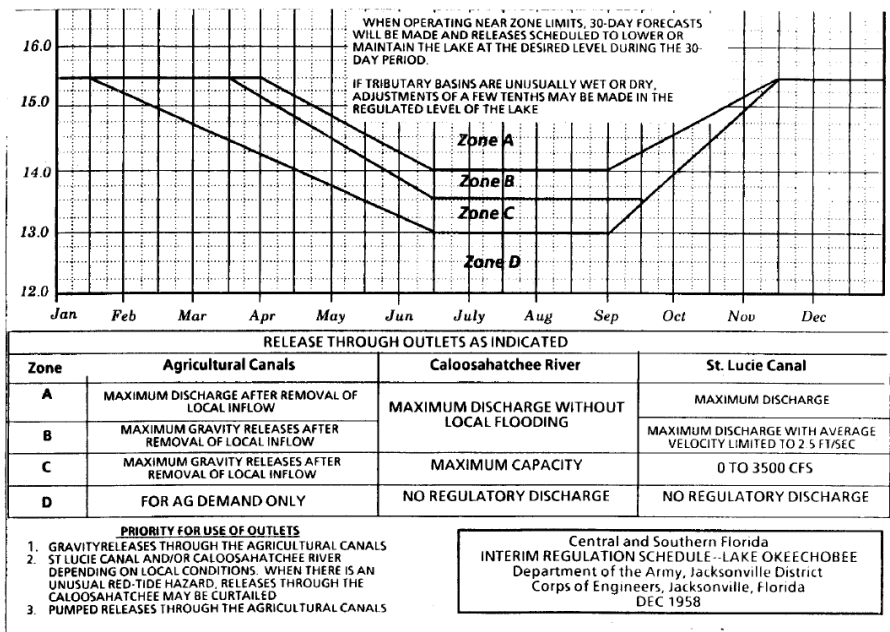 WHEN OPERATING NEAR ZONE LIMITS, 30-DAY FORECASTS
WILL BE MADE AND RELEASES SCHEDULED TO LOWER OR
MAINTAIN THE LAKE AT THE DESIRED LEVEL DURING THE 30-
DAY PERIOD.
IF TRIBUTARY BASINS ARE UNUSUALLY WET OR DRY,
ADJUSTMENTS OF A FEW TENTHS MAY BE MADE IN THE
REGULATED LEVEL OF THE LAKE
16.0
15.0
14.0
13.0
12.0
Zone A
Zone B
Zone C
Zone D
Jan Feb Mar Apr May Jun July Aug Sep Oct Nov Dec
RELEASE THROUGH OUTLETS AS INDICATED
Zone Agricultural Canals Caloosahatchee River St. Lucie Canal
A
MAXIMUM DISCHARGE AFTER REMOVAL OF
LOCAL INFLOW
MAXIMUM DISCHARGE WITHOUT
LOCAL FLOODING
MAXIMUM DISCHARGE
B
MAXIMUM GRAVITY RELEASES AFTER
REMOVAL OF LOCAL INFLOW
MAXIMUM DISCHARGE WITH AVERAGE
VELOCITY LIMITED TO 2 5 FT/SEC
C
MAXIMUM GRAVITY RELEASES AFTER
REMOVAL OF LOCAL INFLOW
MAXIMUM CAPACITY
0 TO 3500 CFS
D
FOR AG DEMAND ONLY
NO REGULATORY DISCHARGE
NO REGULATORY DISCHARGE
PRIORITY FOR USE OF OUTLETS
1. GRAVITYRELEASES THROUGH THE AGRICULTURAL CANALS
2. ST LUCIE CANAL AND/OR CALOOSAHATCHEE RIVER
DEPENDING ON LOCAL CONDITIONS. WHEN THERE IS AN
UNUSUAL RED-TIDE HAZARD, RELEASES THROUGH THE
CALOOSAHATCHEE MAY BE CURTAILED
3. PUMPED RELEASES THROUGH THE AGRICULTURAL CANALS
Central and Southern Florida
INTERIM REGULATION SCHEDULE--LAKE OKEECHOBEE
Department of the Army, Jacksonville District
Corps of Engineers, Jacksonville, Florida
DEC 1958